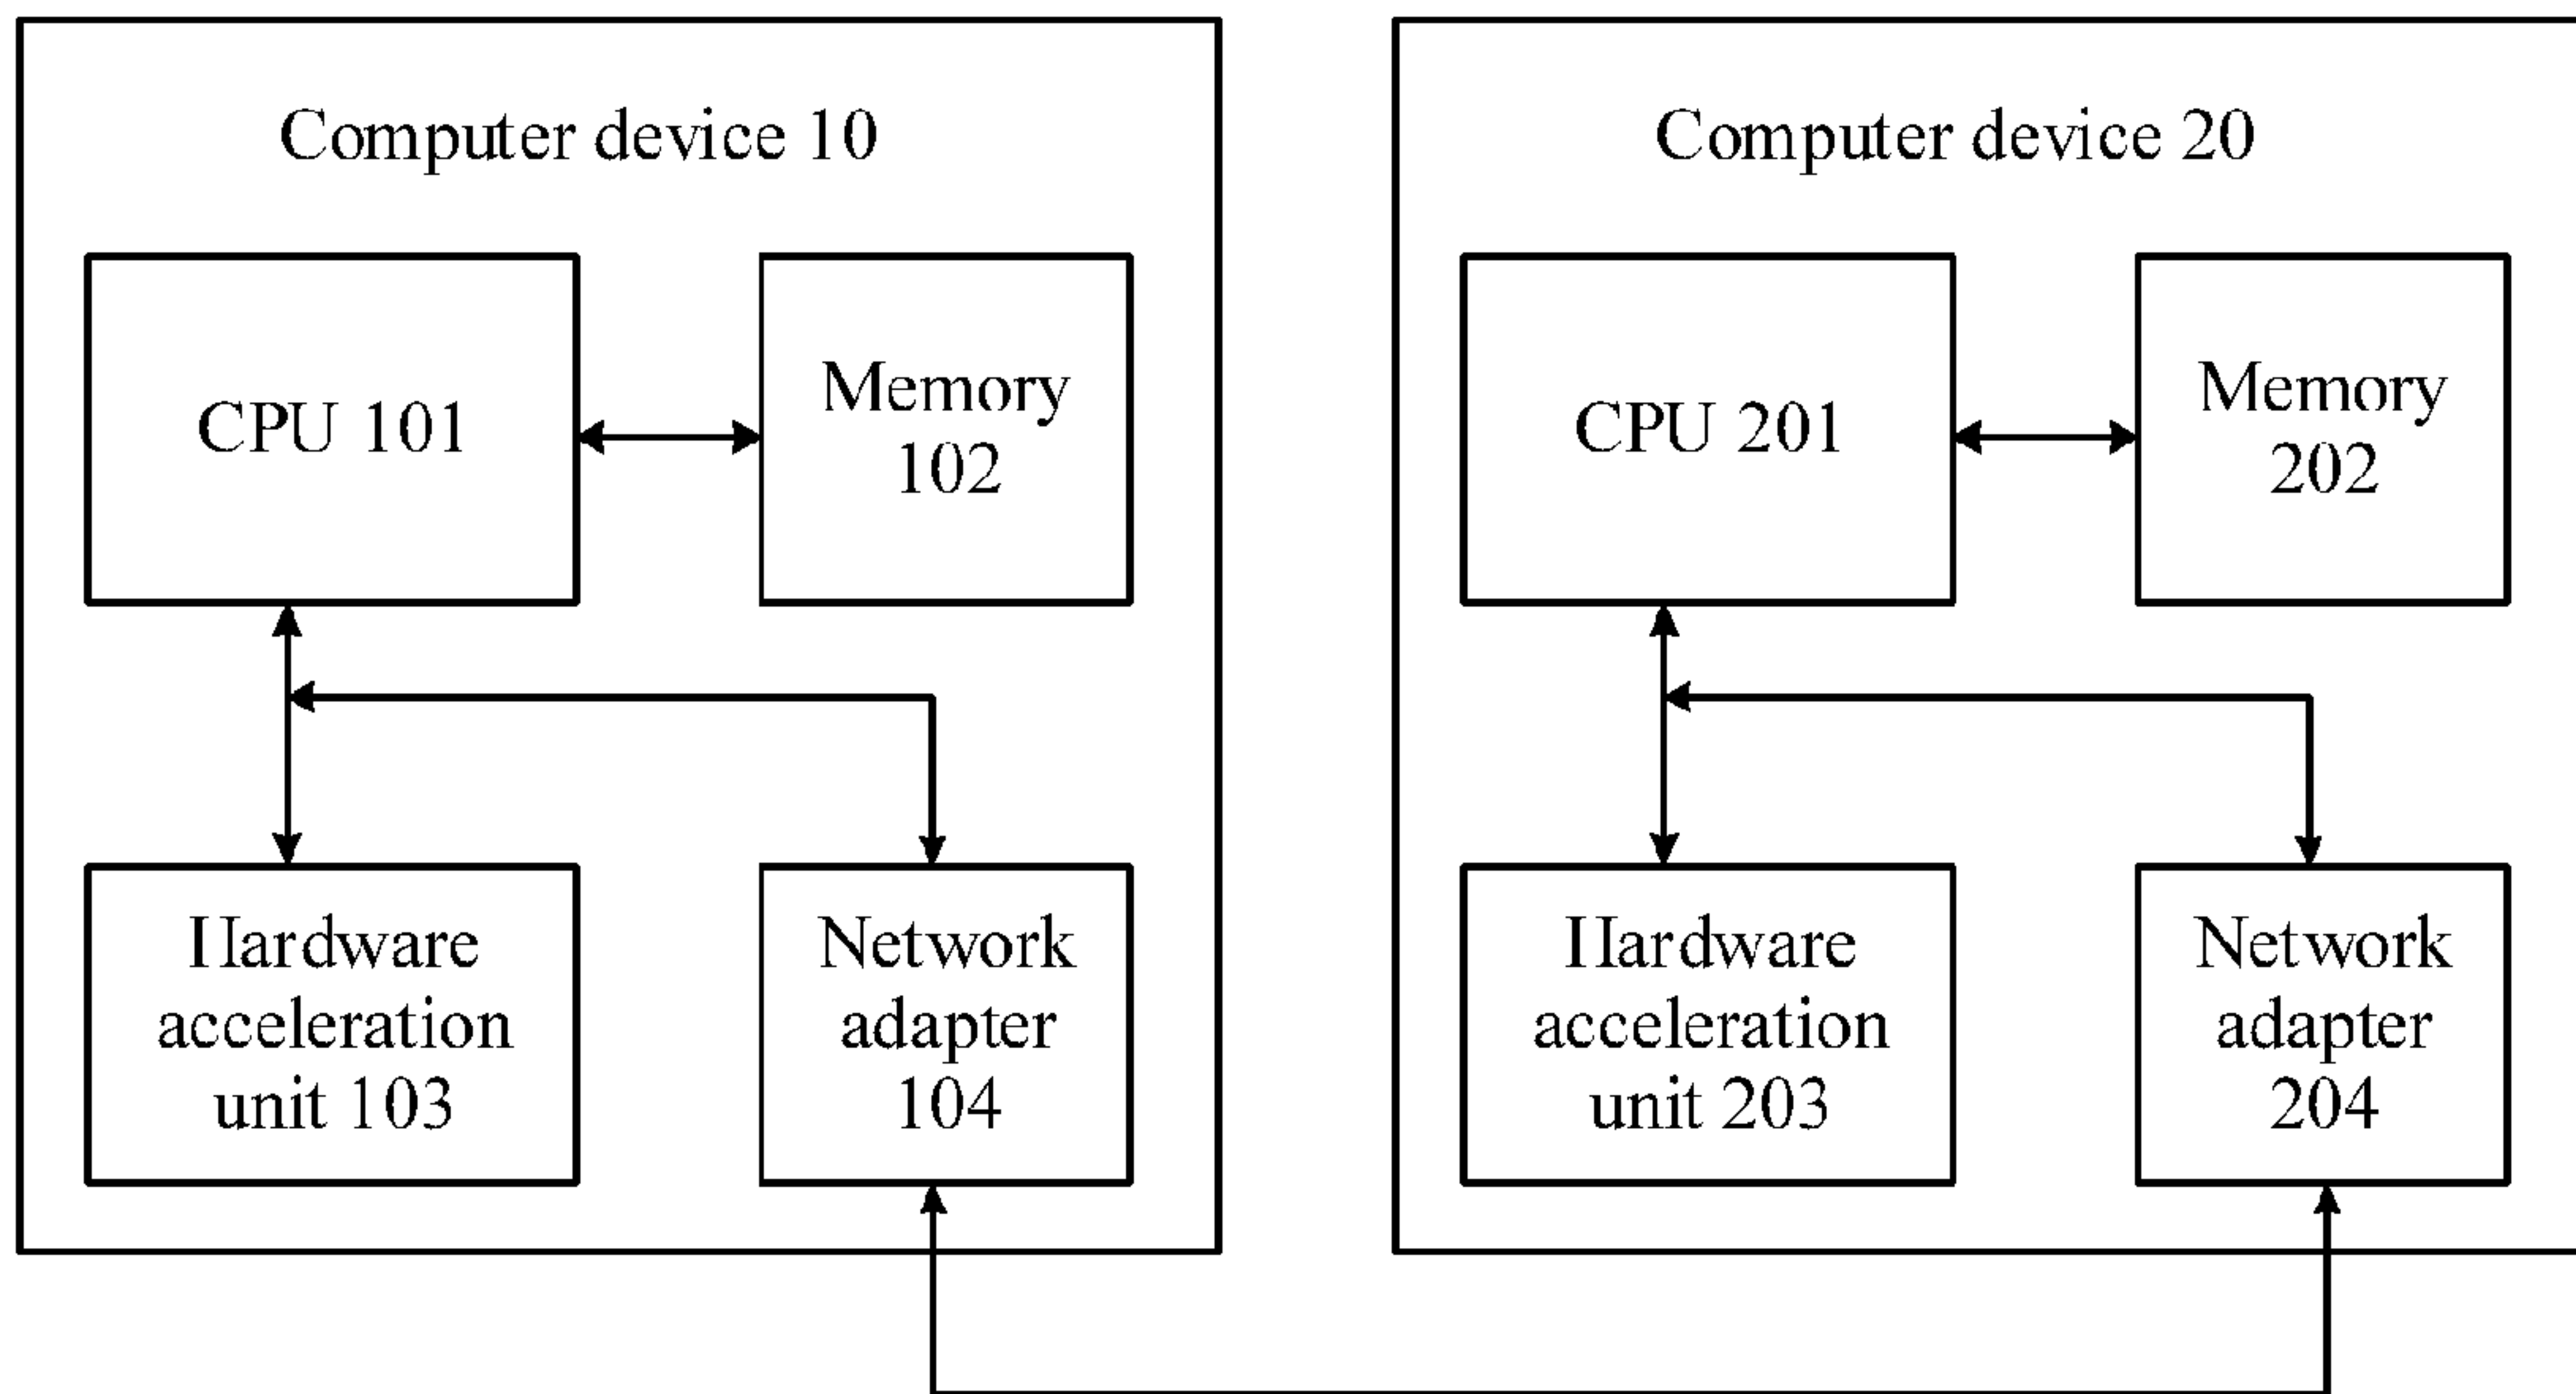 Computer device 10
CPU 101
Memory
102
Hardware
acceleration
unit 103
Network
adapter
104
Computer device 20
CPU 201
Memory
202
Hardware
acceleration
unit 203
Network
adapter
204